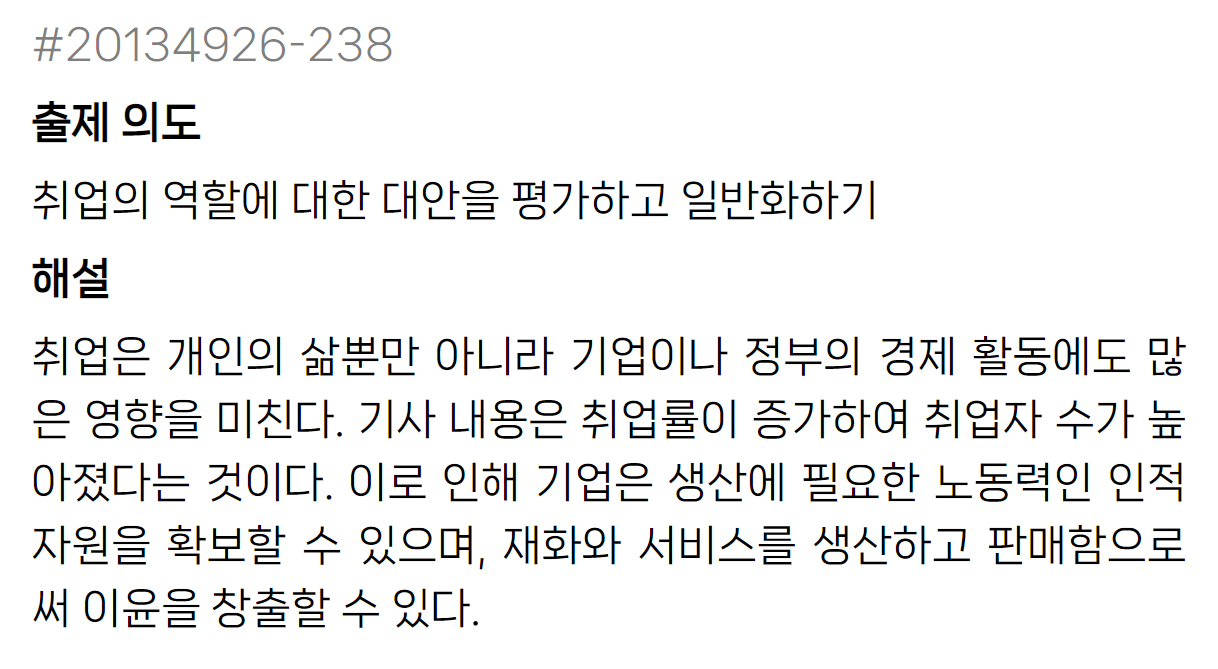 #20134926-238
출제 의도
취업의 역할에 대한 대안을 평가하고 일반화하기
해설
취업은 개인의 삶뿐만 아니라 기업이나 정부의 경제 활동에도 많
은 영향을 미친다. 기사 내용은 취업률이 증가하여 취업자 수가 높
아졌다는 것이다. 이로 인해 기업은 생산에 필요한 노동력인 인적
자원을 확보할 수 있으며, 재화와 서비스를 생산하고 판매함으로
써 이윤을 창출할 수 있다.